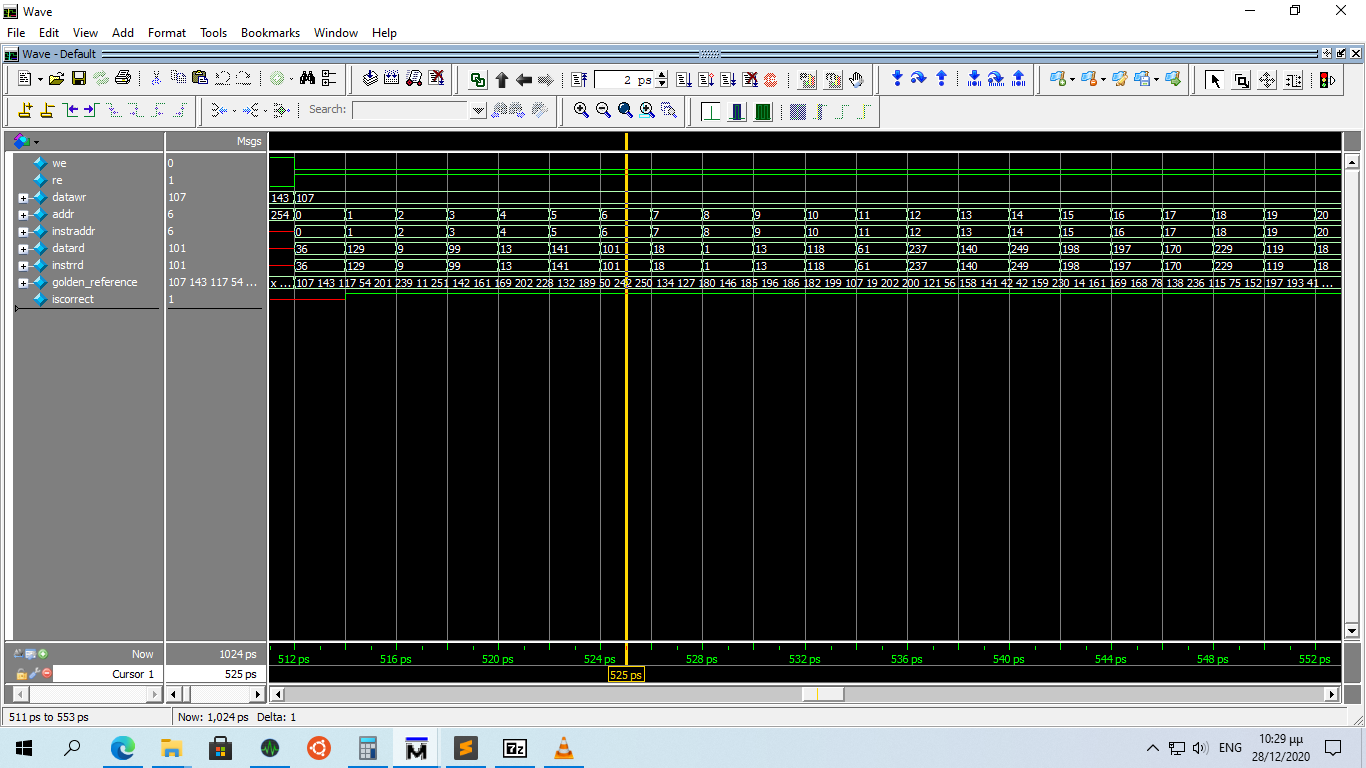 Wave
File Edit View Add Format Tools Bookmarks Window Help
Wave - Default
2 ps
Search:
Msgs
we 0
re 1
datawr 107 143 107
addr 6 254 0 1 2 3 4 5 6 7 8 9 10 11 12 13 14 15 16 17 18 19 20
instraddr 6 0 1 2 3 4 5 6 7 8 9 10 11 12 13 14 15 16 17 18 19 20
datard 101 36 129 9 99 13 141 101 18 1 13 118 61 237 140 249 198 197 170 229 119 18
instrrd 101 36 129 9 99 13 141 101 18 1 13 118 61 237 140 249 198 197 170 229 119 18
golden_reference 107 143 117 54 ... x ... 107 143 117 54 201 239 11 251 142 161 169 202 228 132 189 50 242 250 134 127 180 146 185 196 186 182 199 107 19 202 200 121 56 158 141 42 42 159 230 14 161 169 168 78 138 236 115 75 152 197 193 41 ...
iscorrect 1
Now 1024 ps 512 ps 516 ps 520 ps 524 ps 528 ps 532 ps 536 ps 540 ps 544 ps 548 ps 552 ps
Cursor 1 525 ps 525 ps
511 ps to 553 ps Now: 1,024 ps Delta: 1
7z ENG 10:29 μμ
28/12/2020